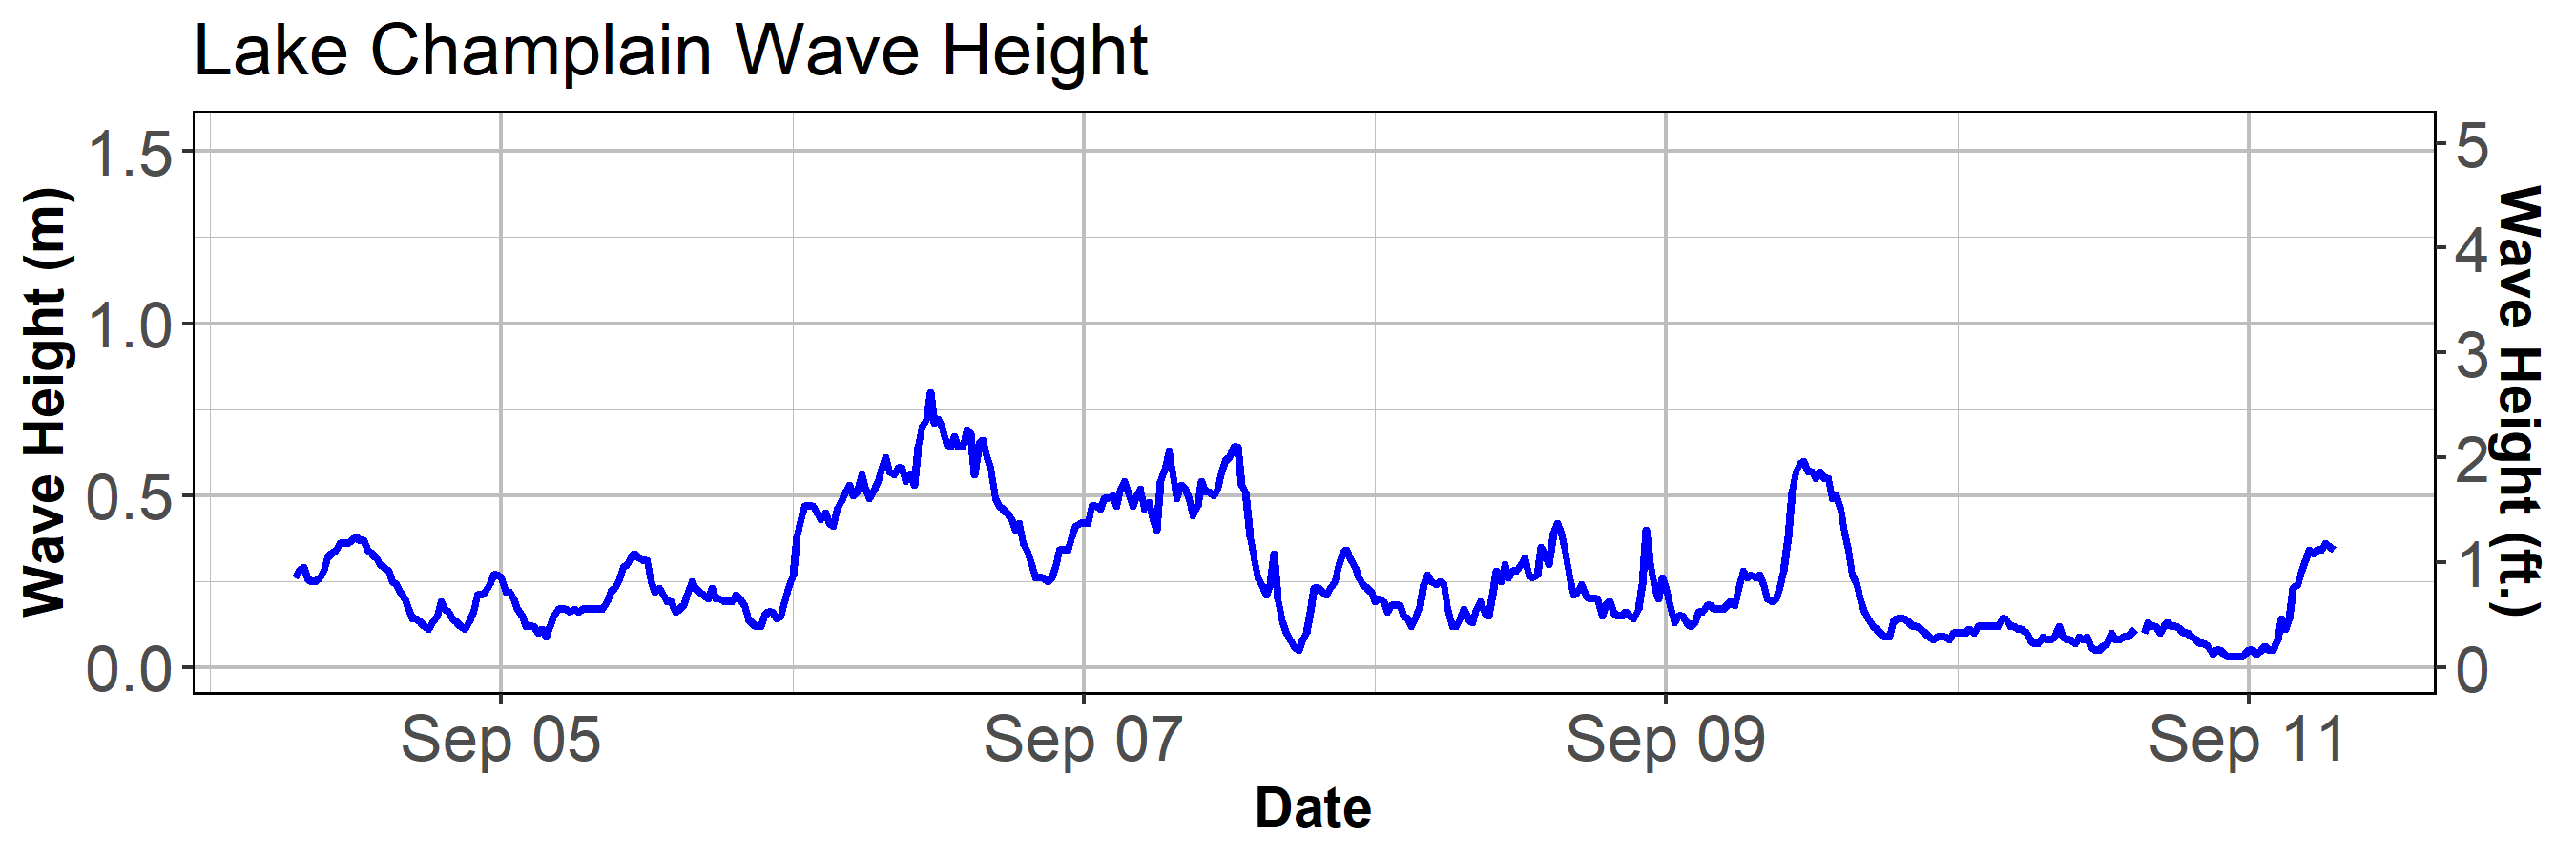 Lake Champlain Wave Height
Wave Height (m)
1.5
1.0
0.5
0.0
5
4
3
2
1
0
Wave Height (ft.)
Sep 05
Sep 07
Sep 09
Sep 11
Date